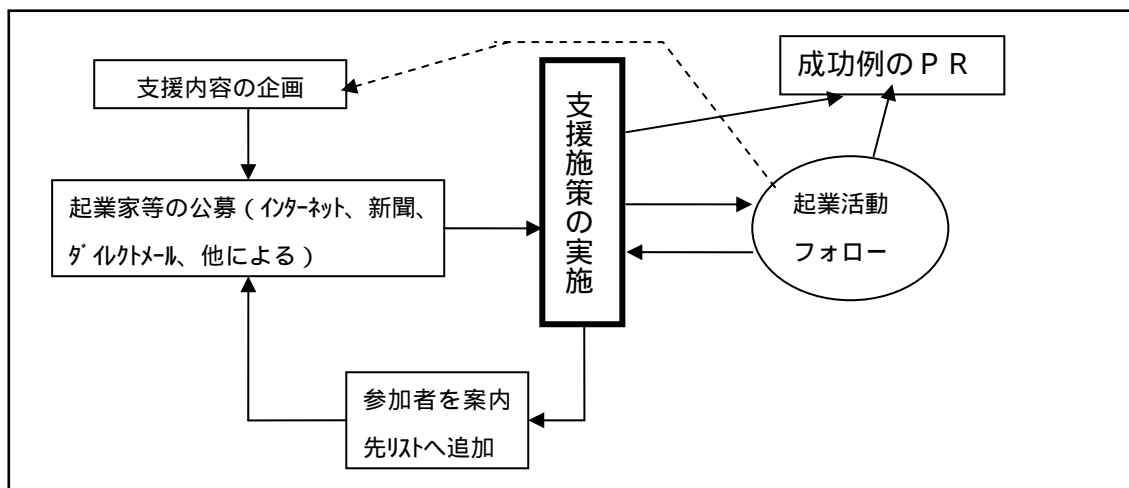 支援内容の企画
成功例のＰＲ
支援施策の実施
起業家等の公募（ｲﾝﾀｰﾈｯﾄ、新聞、
ﾀﾞｲﾚｸﾄﾒｰﾙ、他による）
起業活動
フォロー
参加者を案内
先ﾘｽﾄへ追加